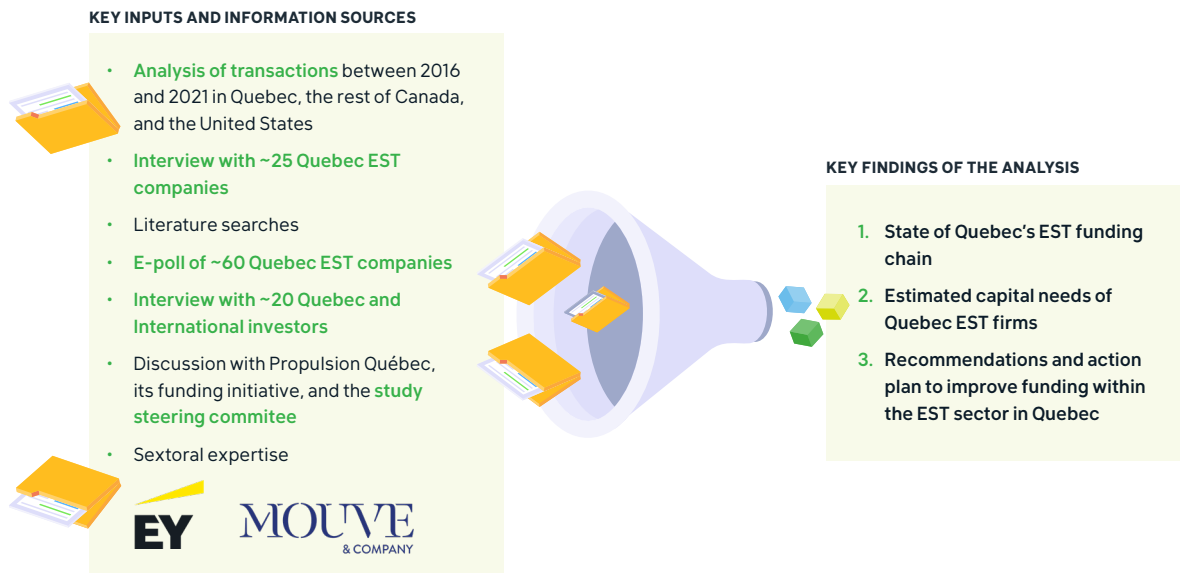 KEY INPUTS AND INFORMATION SOURCES
• Analysis of transactions between 2016
and 2021 in Quebec, the rest of Canada,
and the United States
• Interview with ~25 Quebec EST
companies
• Literature searches
• E-poll of ~60 Quebec EST companies
• Interview with ~20 Quebec and
International investors
• Discussion with Propulsion Québec,
its funding initiative, and the study
steering commitee
• Sextoral expertise
EY
MOUVE
& COMPANY
KEY FINDINGS OF THE ANALYSIS
1. State of Quebec’s EST funding
chain
2. Estimated capital needs of
Quebec EST firms
3. Recommendations and action
plan to improve funding within
the EST sector in Quebec